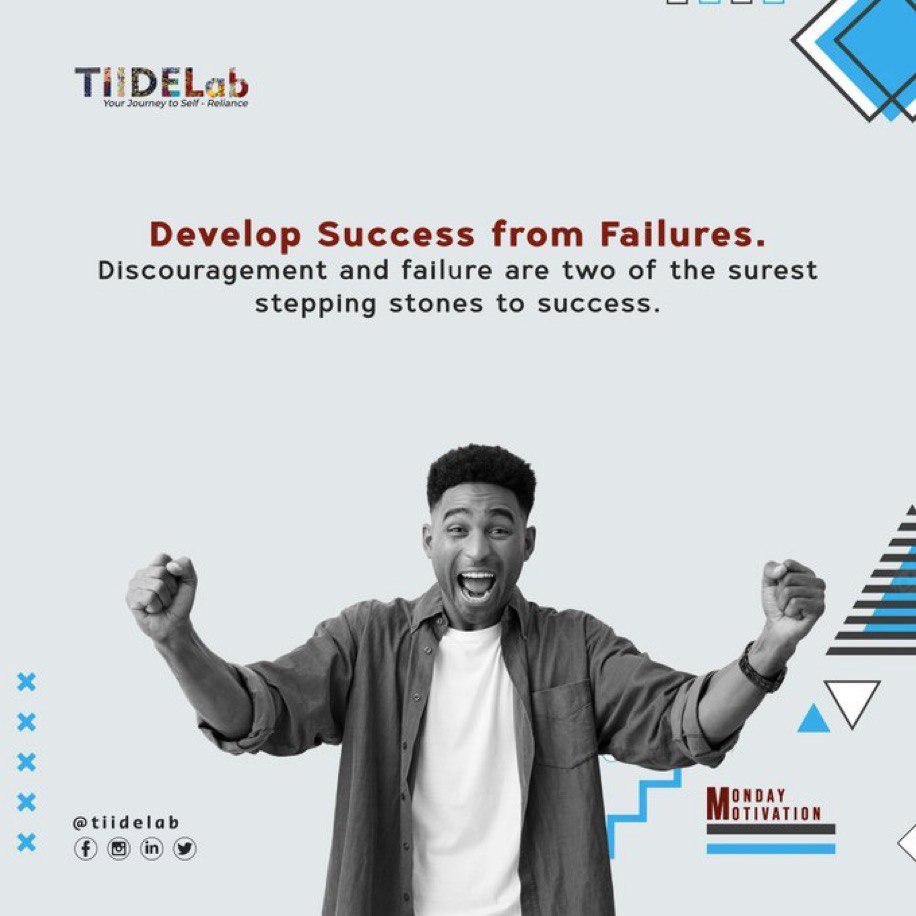 TIIDELab
Your Journey to Self - Reliance
Develop Success from Failures.
Discouragement and failure are two of the surest
stepping stones to success.
@tiidelab
MONDAY
MOTIVATION